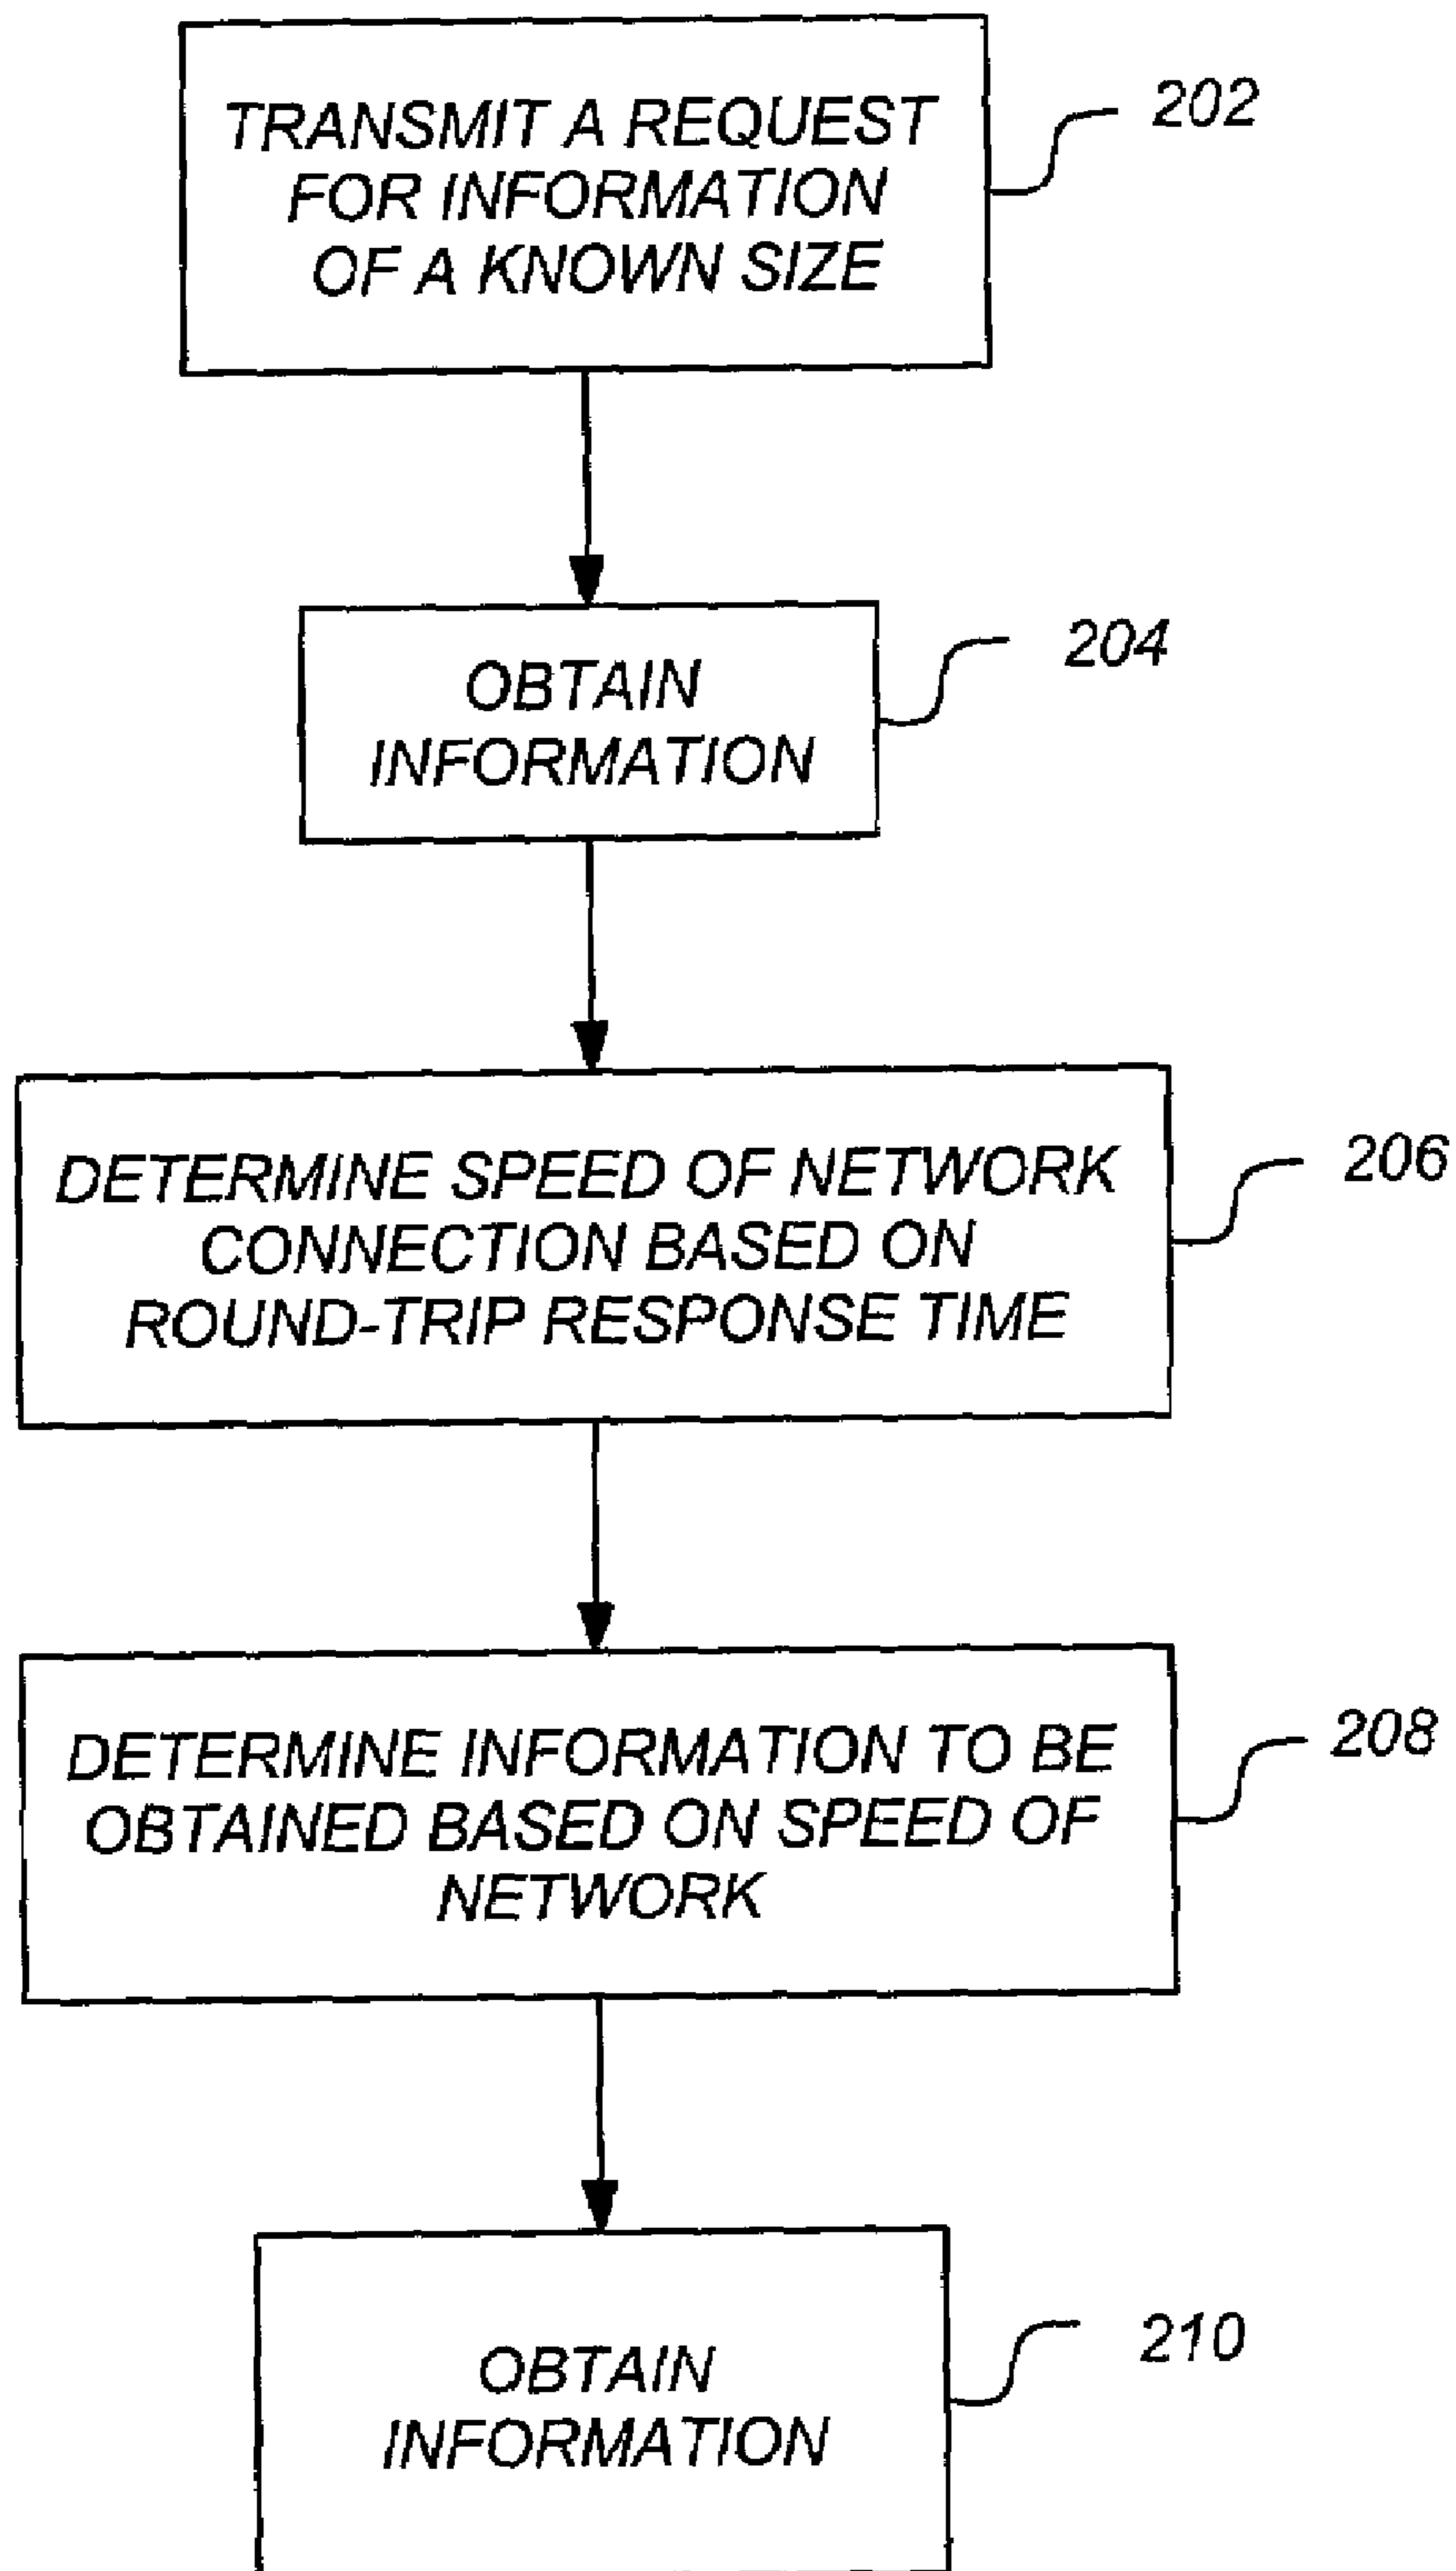 TRANSMIT A REQUEST
FOR INFORMATION
OF A KNOWN SIZE
202
OBTAIN
INFORMATION
204
DETERMINE SPEED OF NETWORK
CONNECTION BASED ON
ROUND-TRIP RESPONSE TIME
206
DETERMINE INFORMATION TO BE
OBTAINED BASED ON SPEED OF
NETWORK
208
OBTAIN
INFORMATION
210